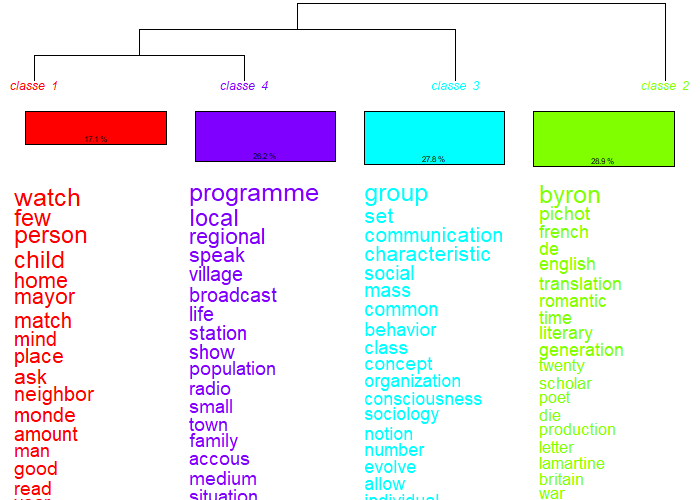 classe 1
classe 4
classe 3
classe 2
17.1 %
26.2 %
27.8 %
28.9 %
watch
few
person
child
home
mayor
match
mind
place
ask
neighbor
monde
amount
man
good
read
programme
local
regional
speak
village
broadcast
life
station
show
population
radio
small
town
family
accous
medium
situation
group
set
communication
characteristic
social
mass
common
behavior
class
concept
organization
consciousness
sociology
notion
number
evolve
allow
individual
byron
pichot
french
de
english
translation
romantic
time
literary
generation
twenty
scholar
poet
die
production
letter
lamartine
britain
war